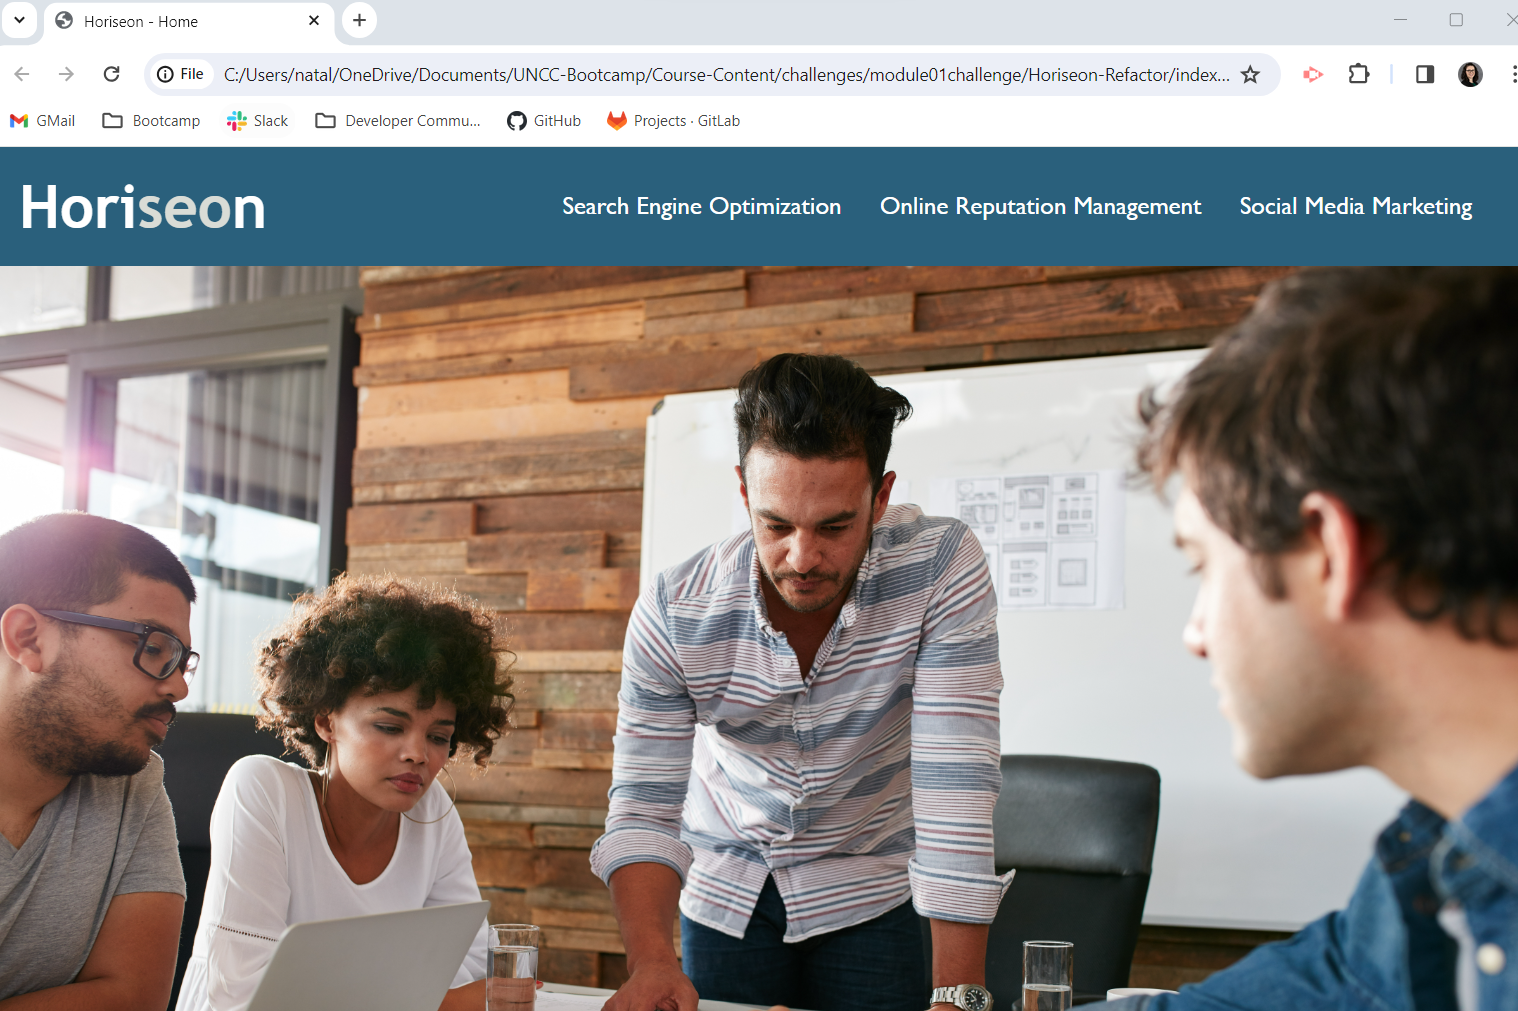 Horiseon - Home
File C:/Users/natal/OneDrive/Documents/UNCC-Bootcamp/Course-Content/challenges/module01challenge/Horiseon-Refactor/index...
GMail Bootcamp Slack Developer Commu... GitHub Projects · GitLab
Horiseon Search Engine Optimization Online Reputation Management Social Media Marketing